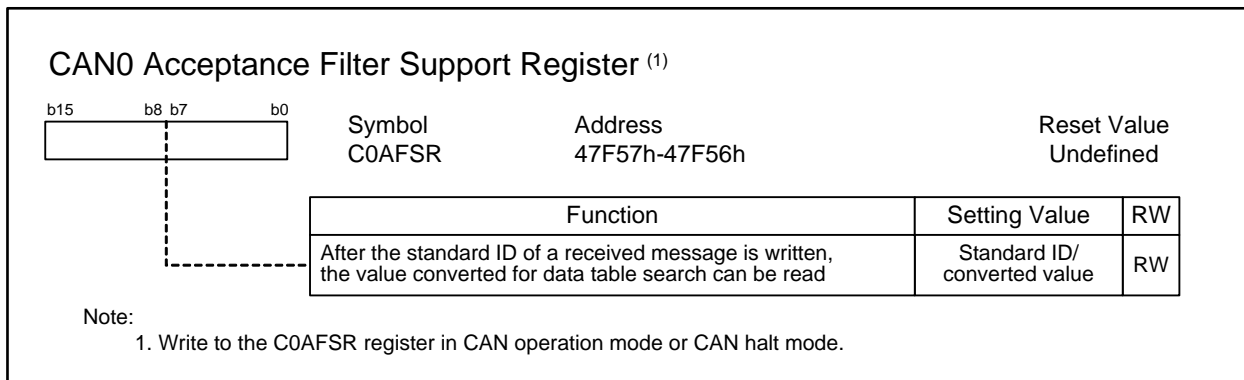 CAN0 Acceptance Filter Support Register (1)
b15 b8 b7 b0
Symbol Address Reset Value
C0AFSR 47F57h-47F56h Undefined
Function Setting Value RW
After the standard ID of a received message is written,
the value converted for data table search can be read
Standard ID/
converted value
RW
Note:
1. Write to the C0AFSR register in CAN operation mode or CAN halt mode.